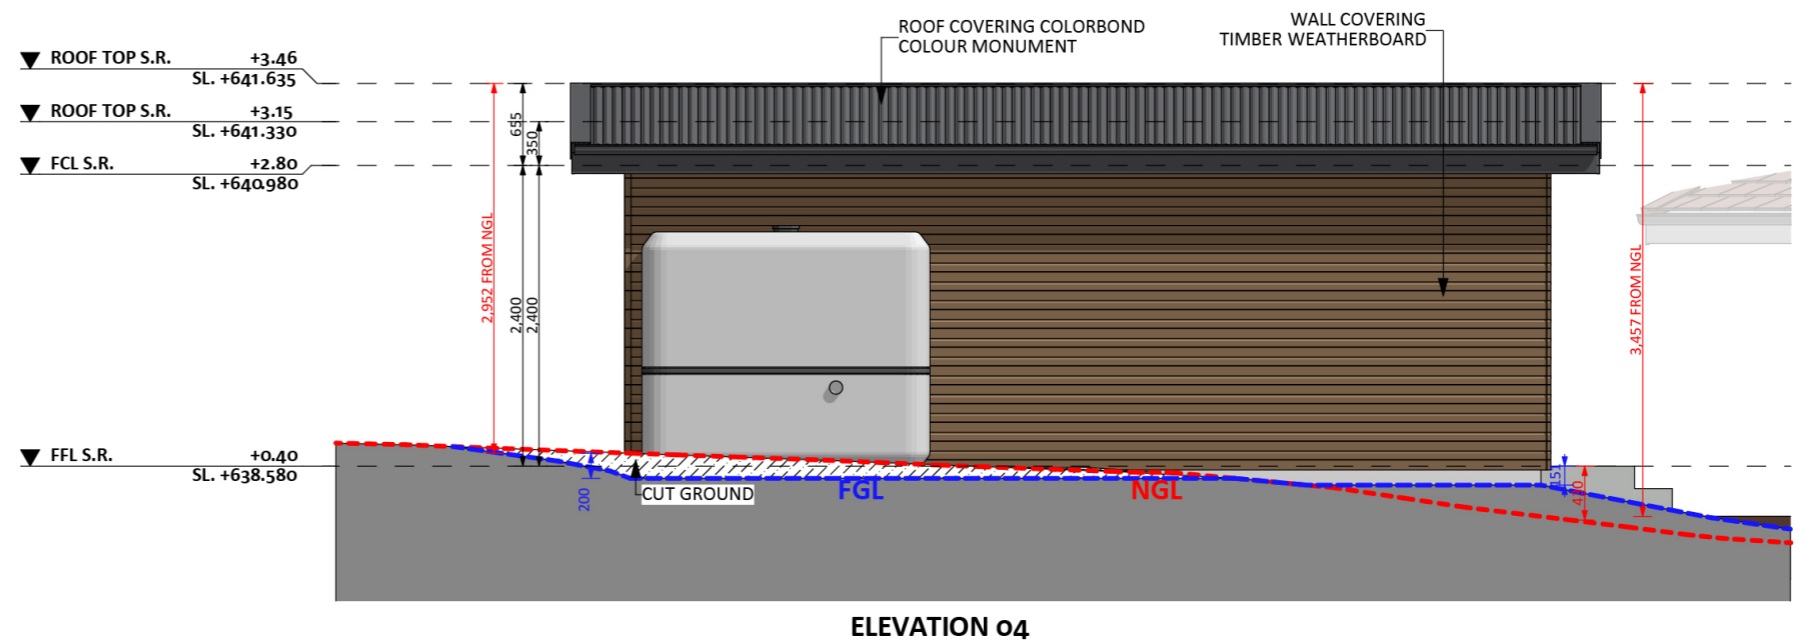 ROOF COVERING COLORBOND
COLOUR MONUMENT
WALL COVERING
TIMBER WEATHERBOARD
ROOF TOP S.R. +3.46
SL. +641.635
ROOF TOP S.R. +3.15
SL. +641.330
FCL S.R. +2.80
SL. +640.980
655
350
2,952 FROM NGL
2,400
2,400
3,457 FROM NGL
FFL S.R. +0.40
SL. +638.580
200
CUT GROUND
FGL
NGL
151
ELEVATION 04